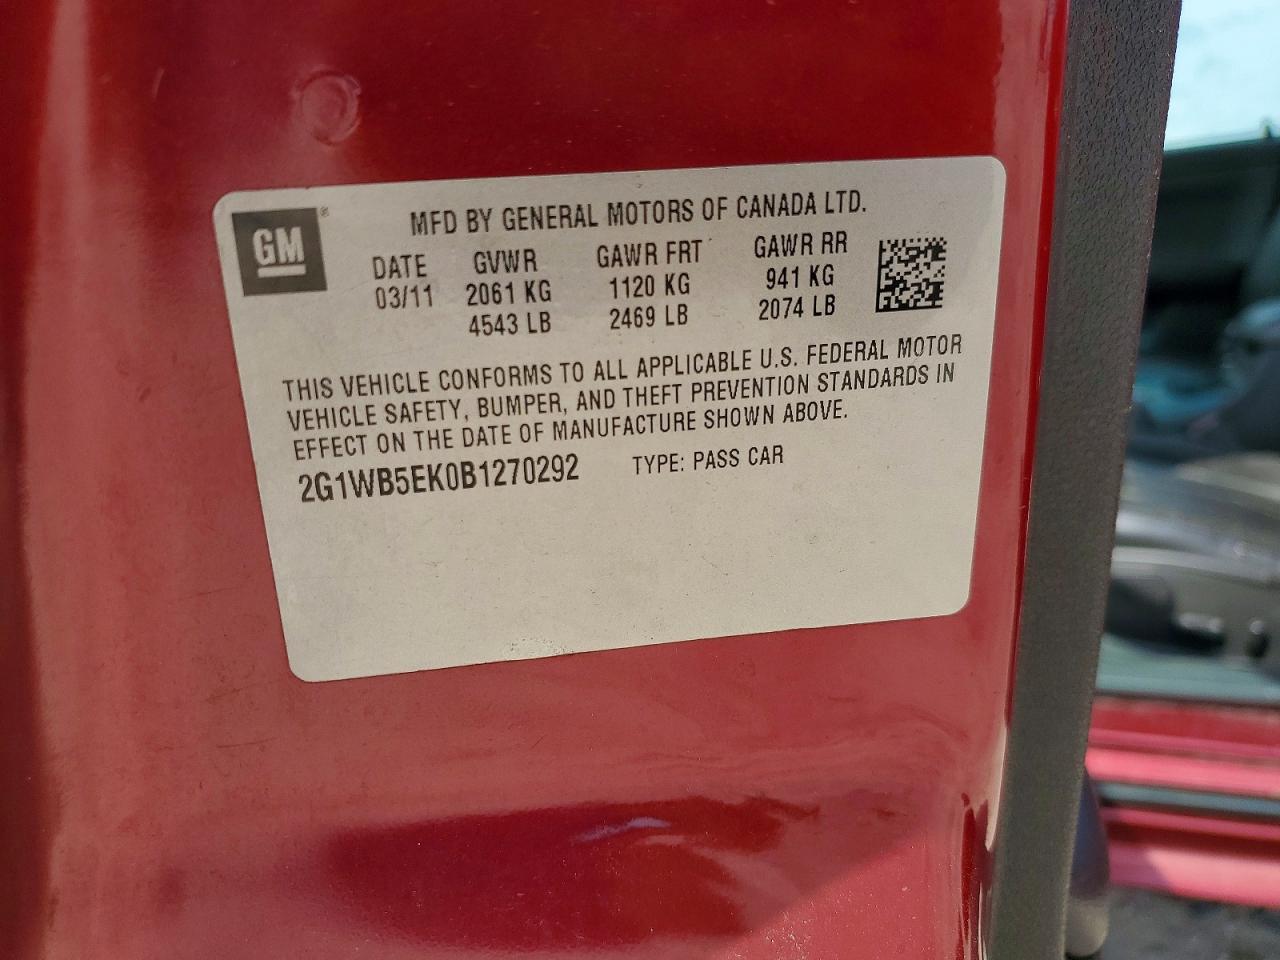 GM®
MFD BY GENERAL MOTORS OF CANADA LTD.
DATE GVWR GAWR FRT GAWR RR
03/11 2061 KG 1120 KG 941 KG
4543 LB 2469 LB 2074 LB
THIS VEHICLE CONFORMS TO ALL APPLICABLE U.S. FEDERAL MOTOR
VEHICLE SAFETY, BUMPER, AND THEFT PREVENTION STANDARDS IN
EFFECT ON THE DATE OF MANUFACTURE SHOWN ABOVE.
2G1WB5EK0B1270292 TYPE: PASS CAR